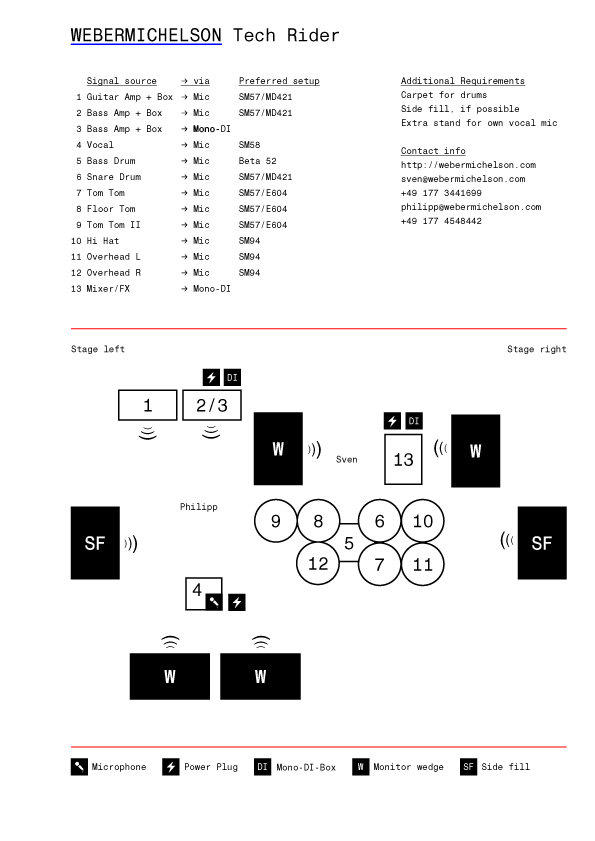 WEBERMICHELSON Tech Rider
Signal source → via Preferred setup
1 Guitar Amp + Box → Mic SM57/MD421
2 Bass Amp + Box → Mic SM57/MD421
3 Bass Amp + Box → Mono-DI
4 Vocal → Mic SM58
5 Bass Drum → Mic Beta 52
6 Snare Drum → Mic SM57/MD421
7 Tom Tom → Mic SM57/E604
8 Floor Tom → Mic SM57/E604
9 Tom Tom II → Mic SM57/E604
10 Hi Hat → Mic SM94
11 Overhead L → Mic SM94
12 Overhead R → Mic SM94
13 Mixer/FX → Mono-DI
Additional Requirements
Carpet for drums
Side fill, if possible
Extra stand for own vocal mic
Contact info
http://webermichelson.com
sven@webermichelson.com
+49 177 3441699
philipp@webermichelson.com
+49 177 4548442
Stage left Stage right
DI
1 2/3
W
Sven
DI
13
W
Philipp
SF
9 8 6 10
5
12 7 11
SF
4
W W
Microphone Power Plug DI Mono-DI-Box W Monitor wedge SF Side fill